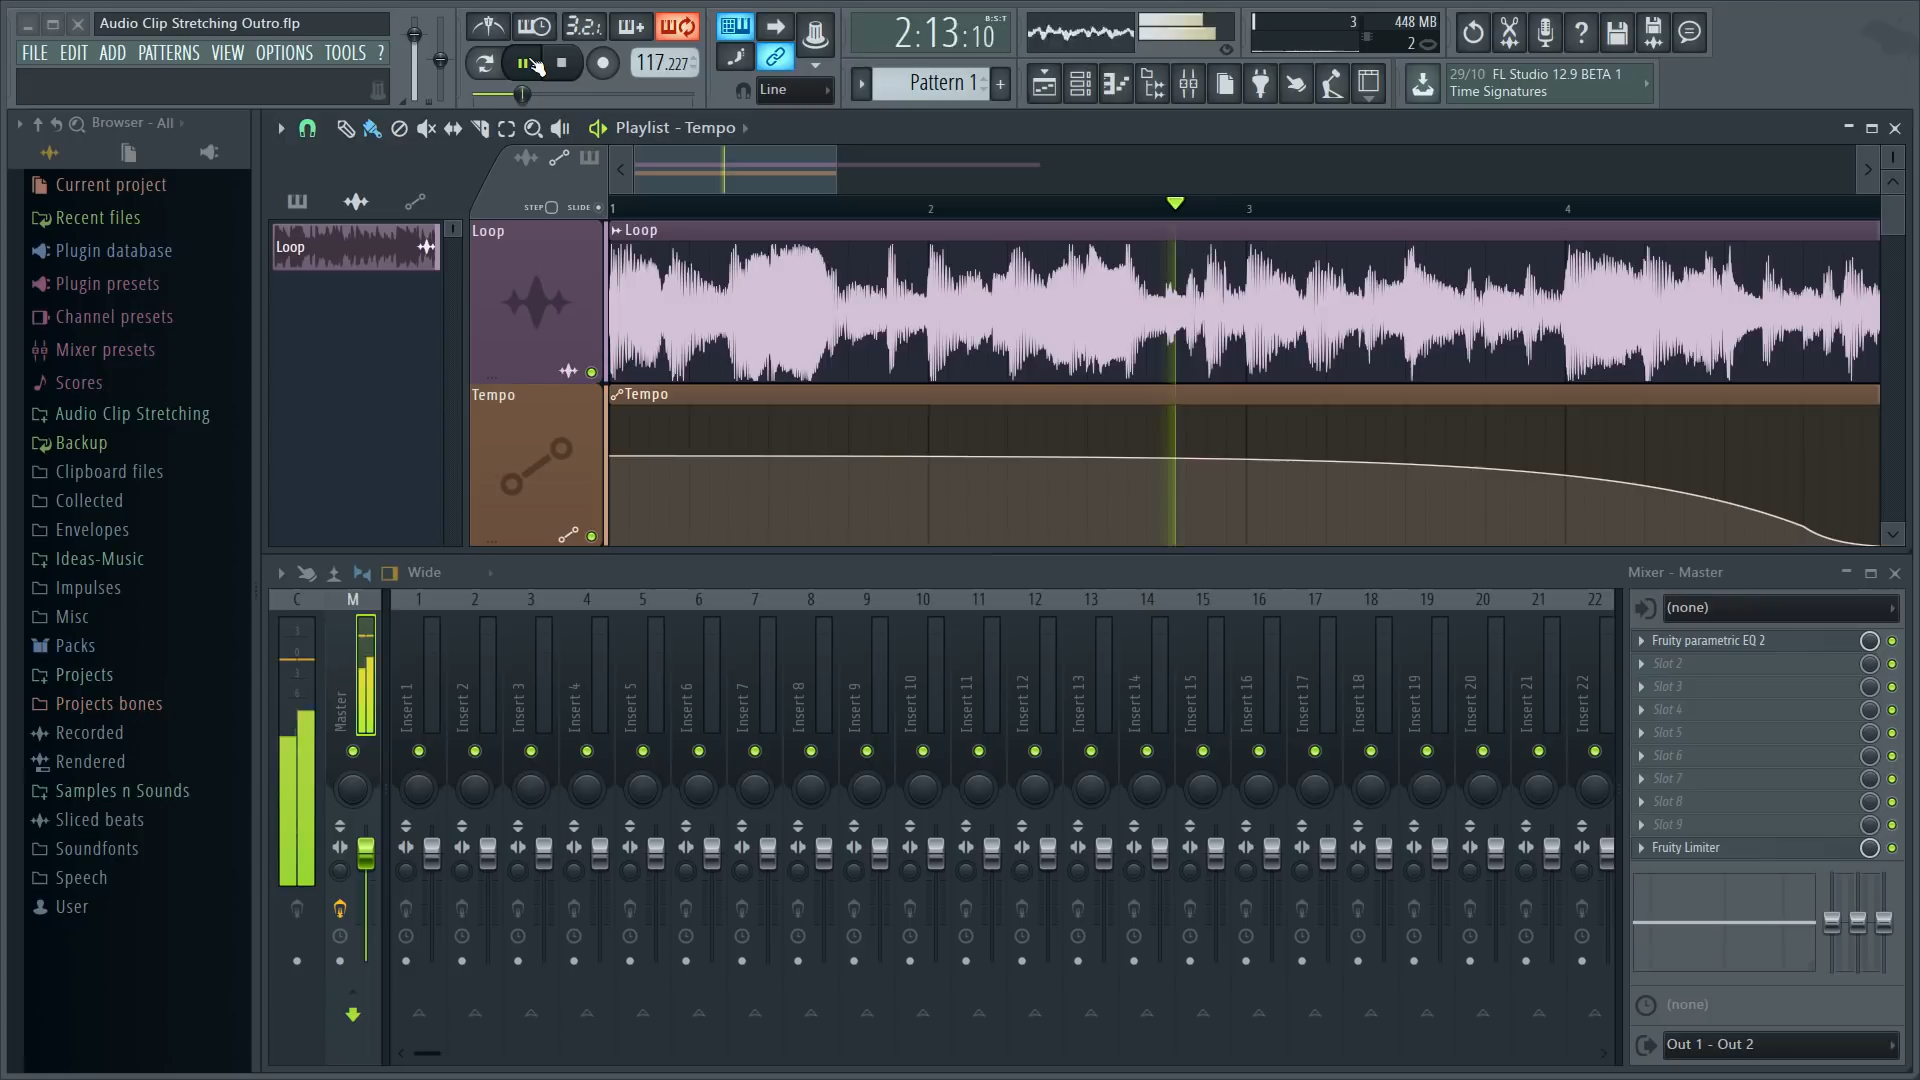 Audio Clip Stretching Outro.flp
FILE EDIT ADD PATTERNS VIEW OPTIONS TOOLS ?
3.2.1
117.227
Line
2:13:10
B:S:T
Pattern 1
3
448 MB
2
29/10 FL Studio 12.9 BETA 1
Time Signatures
Browser - All
Current project
Recent files
Plugin database
Plugin presets
Channel presets
Mixer presets
Scores
Audio Clip Stretching
Backup
Clipboard files
Collected
Envelopes
Ideas-Music
Impulses
Misc
Packs
Projects
Projects bones
Recorded
Rendered
Samples n Sounds
Sliced beats
Soundfonts
Speech
User
Playlist - Tempo
STEP SLIDE
1 2 3 4
Loop
Loop
Loop
Tempo
Tempo
Wide
Mixer - Master
C M 1 2 3 4 5 6 7 8 9 10 11 12 13 14 15 16 17 18 19 20 21 22
3
0
3
6
Master
Insert 1
Insert 2
Insert 3
Insert 4
Insert 5
Insert 6
Insert 7
Insert 8
Insert 9
Insert 10
Insert 11
Insert 12
Insert 13
Insert 14
Insert 15
Insert 16
Insert 17
Insert 18
Insert 19
Insert 20
Insert 21
Insert 22
(none)
Fruity parametric EQ 2
Slot 2
Slot 3
Slot 4
Slot 5
Slot 6
Slot 7
Slot 8
Slot 9
Fruity Limiter
(none)
Out 1 - Out 2